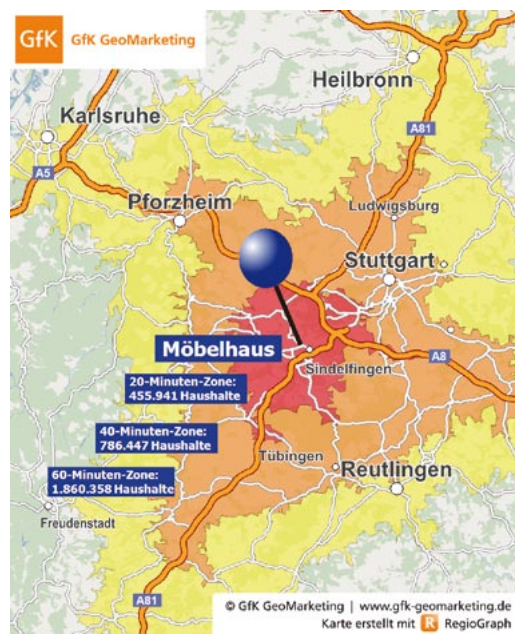 GfK GfK GeoMarketing
Heilbronn
Karlsruhe
A81
A5
Pforzheim
Ludwigsburg
Stuttgart
Möbelhaus
A8
Sindelfingen
20-Minuten-Zone:
455.941 Haushalte
40-Minuten-Zone:
786.447 Haushalte
Tübingen
60-Minuten-Zone:
1.860.358 Haushalte
Reutlingen
Freudenstadt
A81
© GfK GeoMarketing | www.gfk-geomarketing.de
Karte erstellt mit R RegioGraph